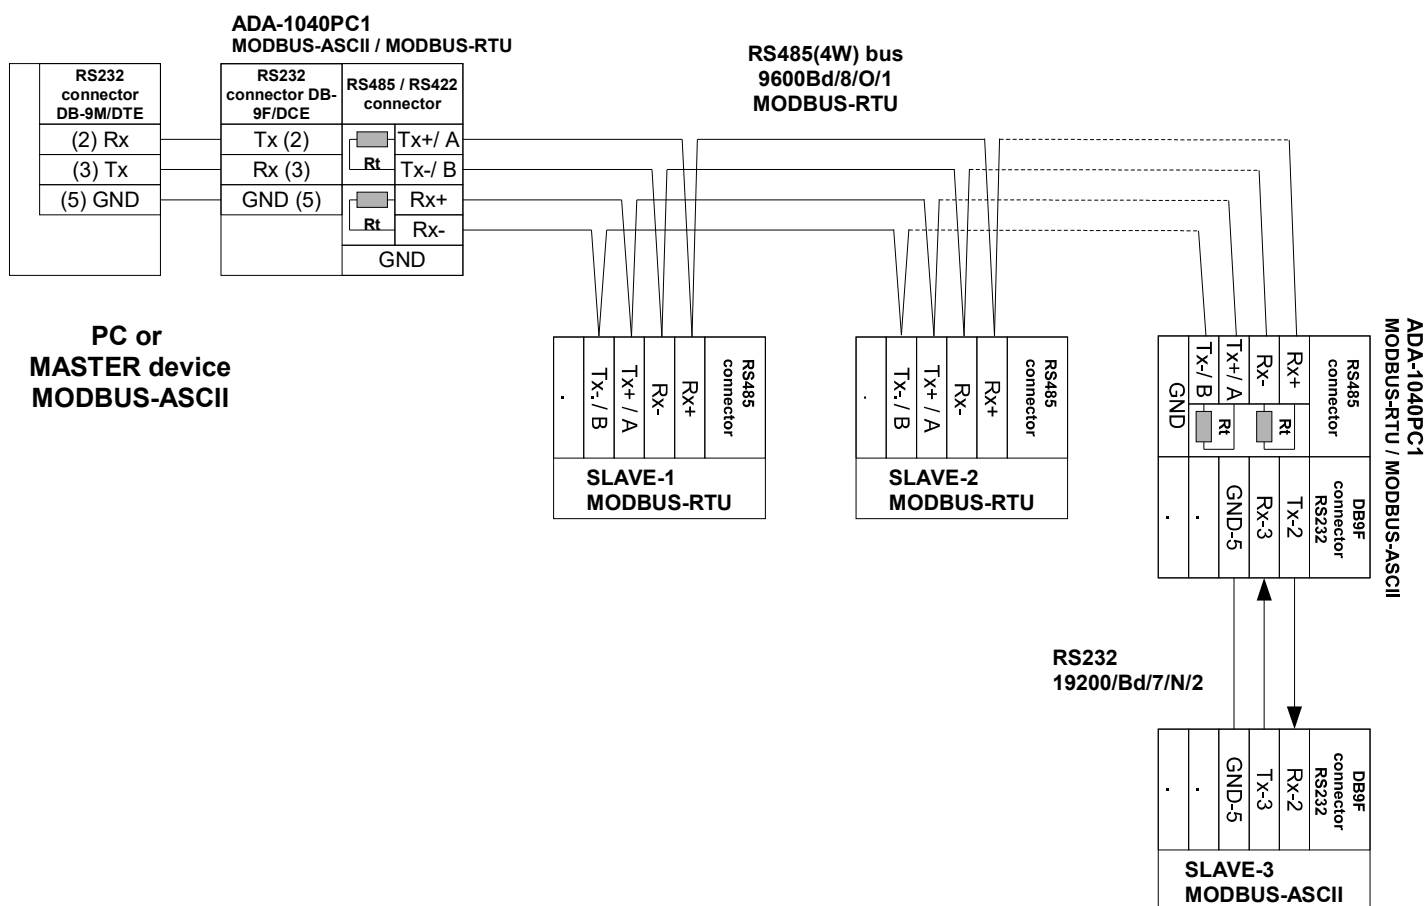 ADA-1040PC1
MODBUS-ASCII / MODBUS-RTU
RS232
connector
DB-9M/DTE
(2) Rx
(3) Tx
(5) GND
RS232
connector DB-
9F/DCE
Tx (2)
Rx (3)
GND (5)
RS485 / RS422
connector
Rt
Tx+/ A
Tx-/ B
Rt
Rx+
Rx-
GND
RS485(4W) bus
9600Bd/8/O/1
MODBUS-RTU
PC or
MASTER device
MODBUS-ASCII
RS485
connector
Rx+
Rx-
Tx+ / A
Tx-. / B
.
SLAVE-1
MODBUS-RTU
RS485
connector
Rx+
Rx-
Tx+ / A
Tx-. / B
.
SLAVE-2
MODBUS-RTU
ADA-1040PC1
MODBUS-RTU / MODBUS-ASCII
RS485
connector
Rx+
Rx-
Tx+/ A
Tx-/ B
GND
Rt
Rt
DB9F
connector
RS232
Tx-2
Rx-3
GND-5
.
.
RS232
19200/Bd/7/N/2
DB9F
connector
RS232
Rx-2
Tx-3
GND-5
.
.
SLAVE-3
MODBUS-ASCII